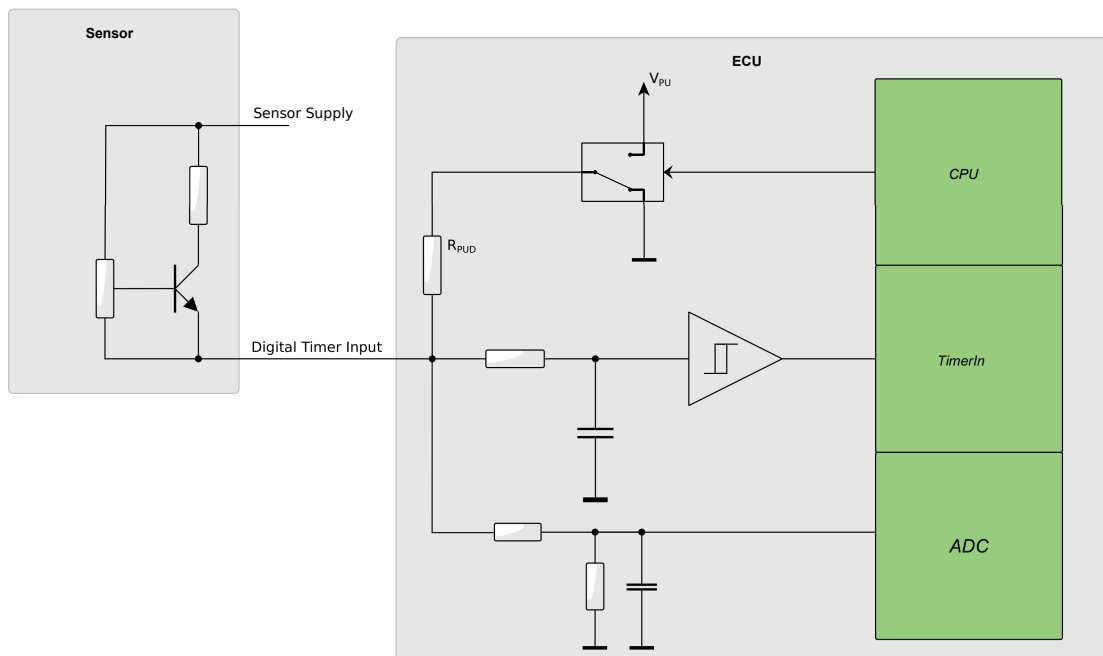 Sensor
ECU
V_PU
Sensor Supply
CPU
R_PUD
Digital Timer Input
TimerIn
ADC